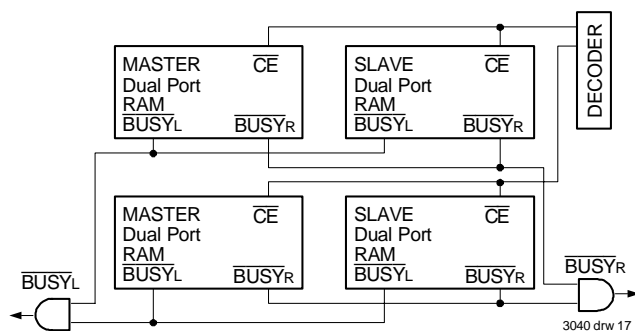 MASTER
Dual Port
RAM
BUSYL
CE
BUSYR
SLAVE
Dual Port
RAM
BUSYL
CE
BUSYR
DECODER
MASTER
Dual Port
RAM
BUSYL
CE
BUSYR
SLAVE
Dual Port
RAM
BUSYL
CE
BUSYR
BUSYL
BUSYR
3040 drw 17